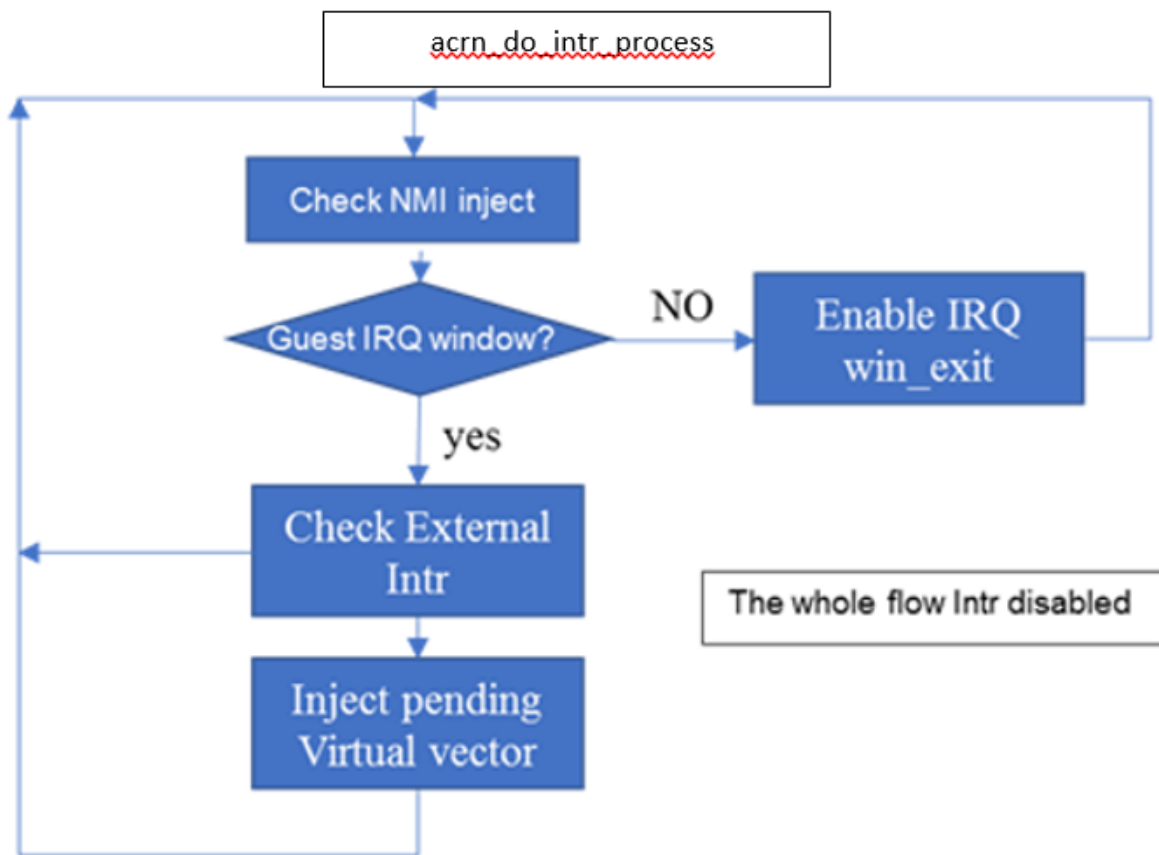 acrn_do_intr_process
Check NMI inject
Guest IRQ window?
NO
Enable IRQ
win_exit
yes
Check External
Intr
The whole flow Intr disabled
Inject pending
Virtual vector